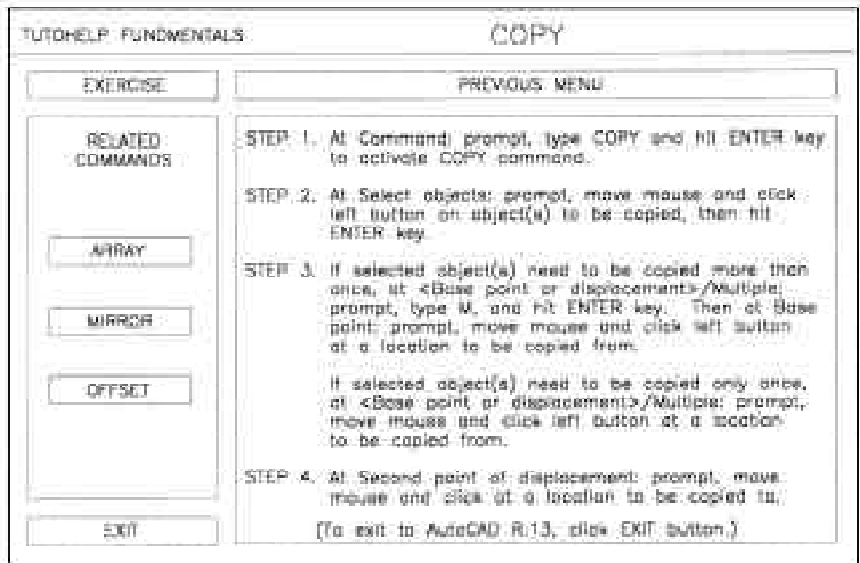 TUTOHELP FUNDMENTALS
COPY
EXERCISE
PREVIOUS MENU
RELATED
COMMANDS
ARRAY
MIRROR
OFFSET
EXIT
STEP 1. At Command: prompt, type COPY and hit ENTER key
to activate COPY command.
STEP 2. At Select objects: prompt, move mouse and click
left button on object(s) to be copied, then hit
ENTER key.
STEP 3. If selected object(s) need to be copied more than
once, at <Base point or displacement>/Multiple:
prompt, type M, and hit ENTER key. Then at Base
point: prompt, move mouse and click left button
at a location to be copied from.
If selected object(s) need to be copied only once,
at <Base point or displacement>/Multiple: prompt,
move mouse and click left button at a location
to be copied from.
STEP 4. At Second point of displacement: prompt, move
mouse and click at a location to be copied to.
(To exit to AutoCAD R.13, click EXIT button.)